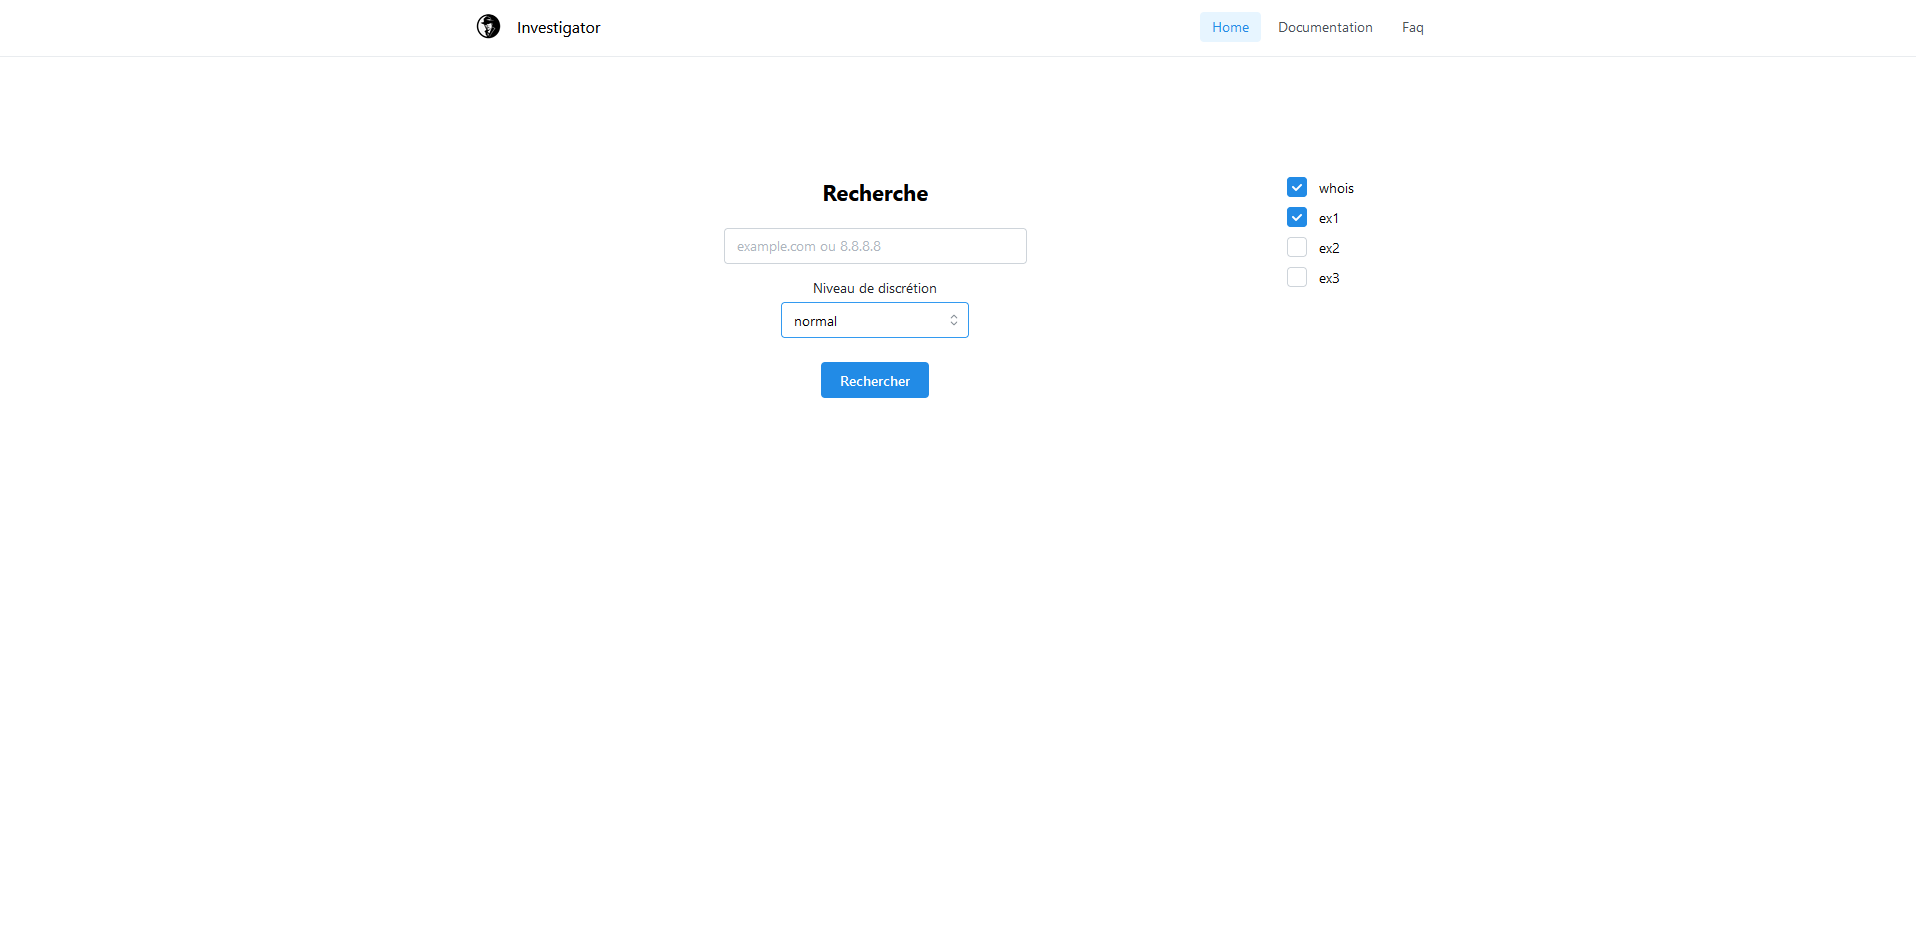 Investigator
Home
Documentation
Faq
Recherche
example.com ou 8.8.8.8
Niveau de discrétion
normal
Rechercher
whois
ex1
ex2
ex3